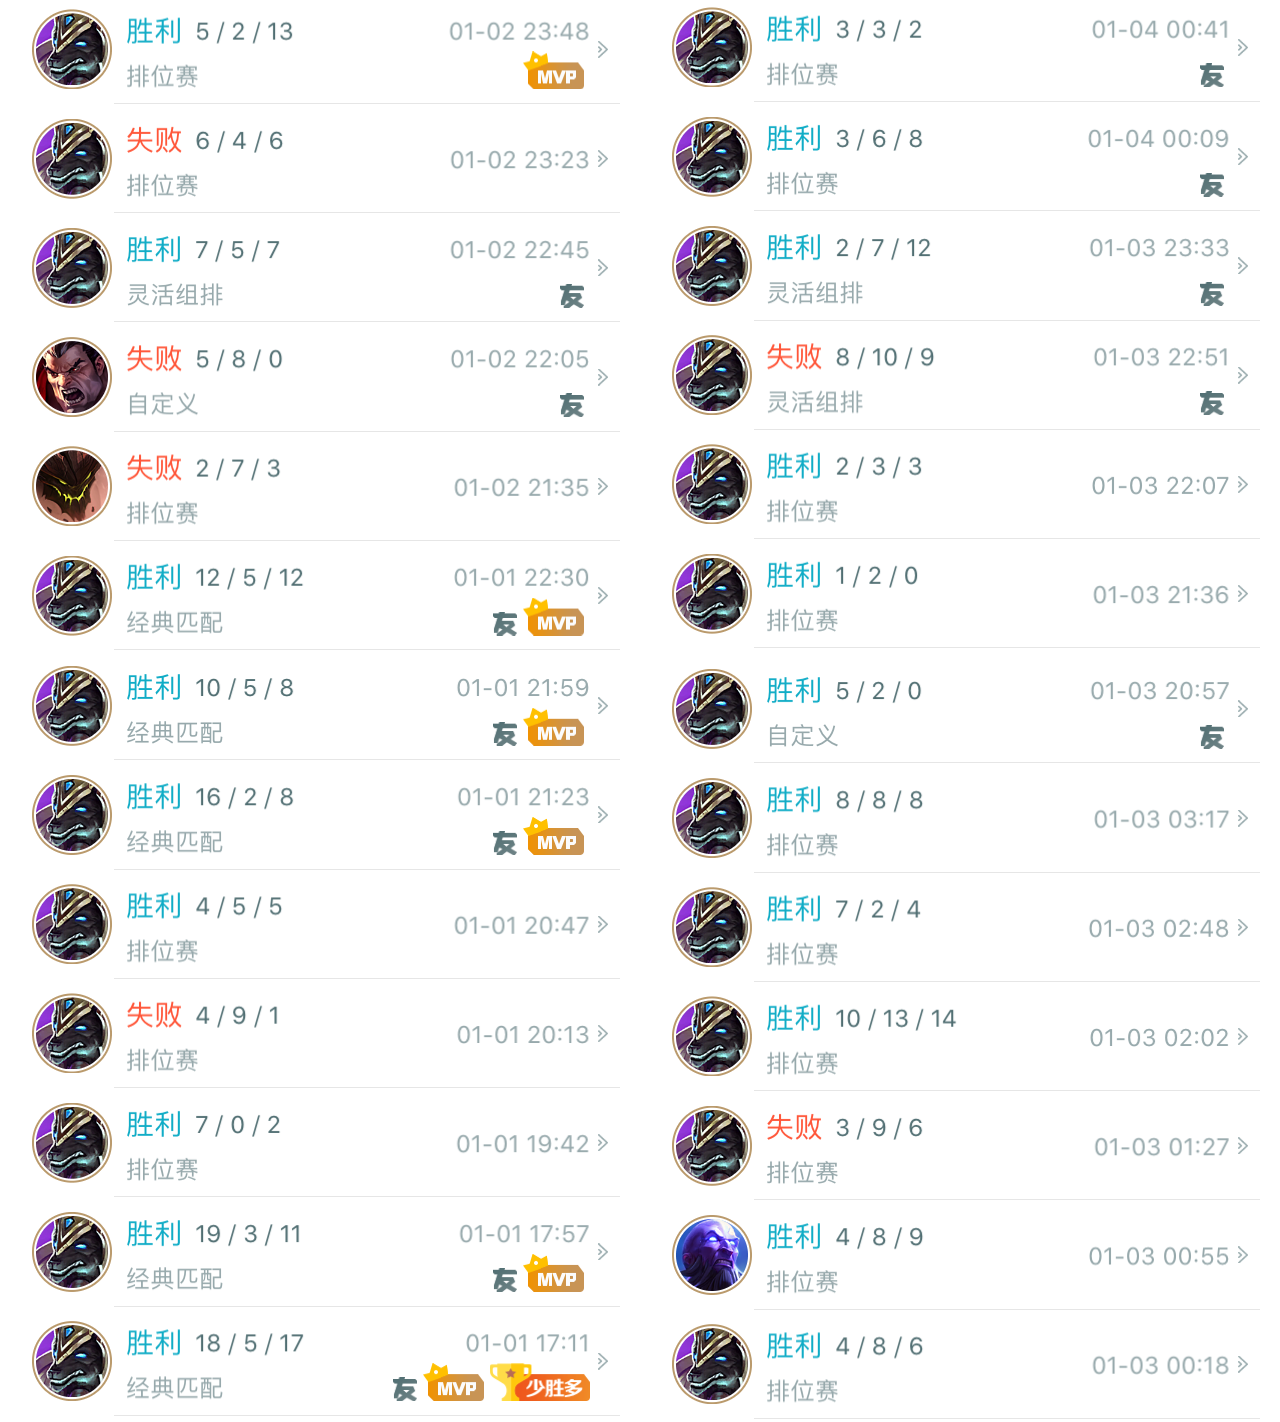 胜利 5 / 2 / 13 01-02 23:48
排位赛 MVP
失败 6 / 4 / 6 01-02 23:23
排位赛
胜利 7 / 5 / 7 01-02 22:45
灵活组排 友
失败 5 / 8 / 0 01-02 22:05
自定义 友
失败 2 / 7 / 3 01-02 21:35
排位赛
胜利 12 / 5 / 12 01-01 22:30
经典匹配 友 MVP
胜利 10 / 5 / 8 01-01 21:59
经典匹配 友 MVP
胜利 16 / 2 / 8 01-01 21:23
经典匹配 友 MVP
胜利 4 / 5 / 5 01-01 20:47
排位赛
失败 4 / 9 / 1 01-01 20:13
排位赛
胜利 7 / 0 / 2 01-01 19:42
排位赛
胜利 19 / 3 / 11 01-01 17:57
经典匹配 友 MVP
胜利 18 / 5 / 17 01-01 17:11
经典匹配 友 MVP 少胜多
胜利 3 / 3 / 2 01-04 00:41
排位赛 友
胜利 3 / 6 / 8 01-04 00:09
排位赛 友
胜利 2 / 7 / 12 01-03 23:33
灵活组排 友
失败 8 / 10 / 9 01-03 22:51
灵活组排 友
胜利 2 / 3 / 3 01-03 22:07
排位赛
胜利 1 / 2 / 0 01-03 21:36
排位赛
胜利 5 / 2 / 0 01-03 20:57
自定义 友
胜利 8 / 8 / 8 01-03 03:17
排位赛
胜利 7 / 2 / 4 01-03 02:48
排位赛
胜利 10 / 13 / 14 01-03 02:02
排位赛
失败 3 / 9 / 6 01-03 01:27
排位赛
胜利 4 / 8 / 9 01-03 00:55
排位赛
胜利 4 / 8 / 6 01-03 00:18
排位赛